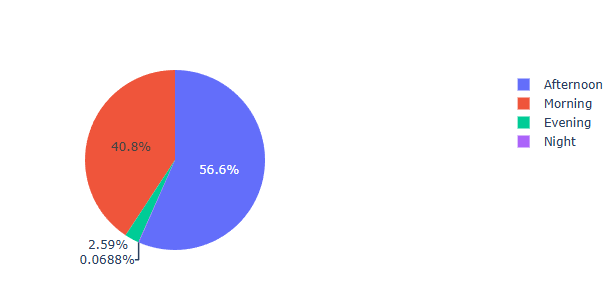 Afternoon
Morning
Evening
Night
40.8%
56.6%
2.59%
0.0688%